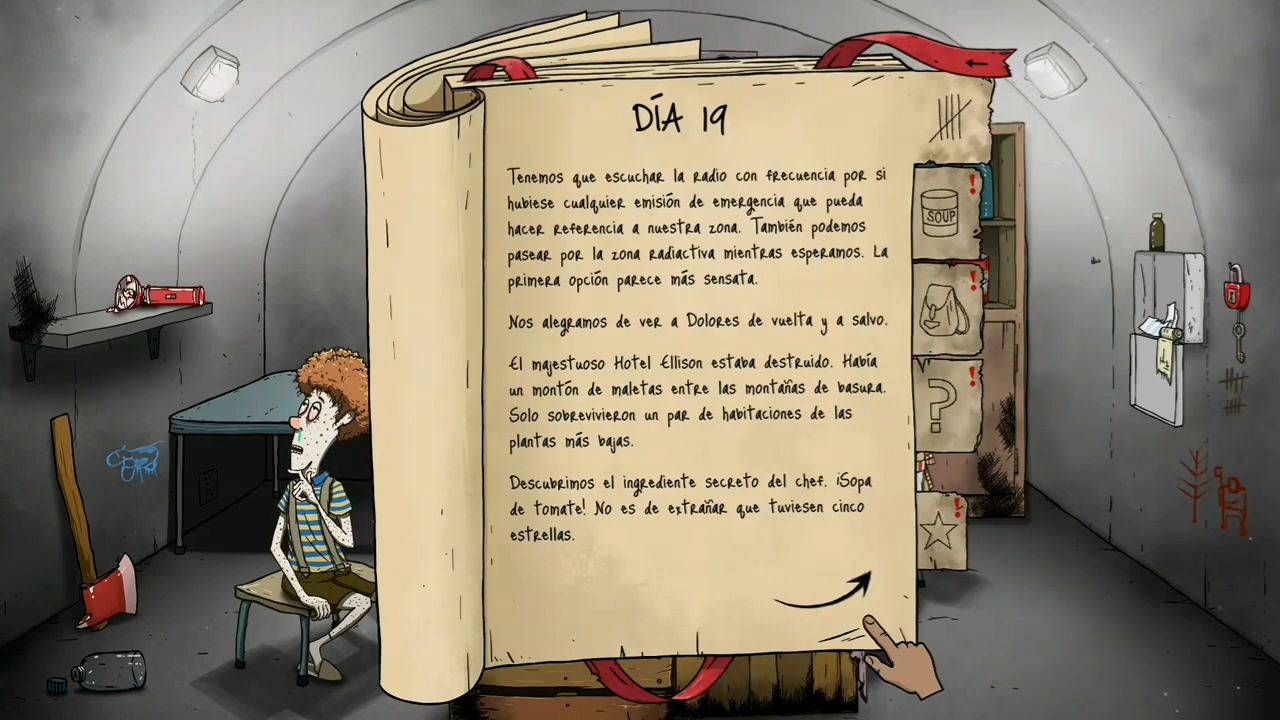 DÍA 19
Tenemos que escuchar la radio con frecuencia por si
hubiese cualquier emisión de emergencia que pueda
hacer referencia a nuestra zona. También podemos
pasear por la zona radiactiva mientras esperamos. La
primera opción parece más sensata.
Nos alegramos de ver a Dolores de vuelta y a salvo.
El majestuoso Hotel Ellison estaba destruido. Había
un montón de maletas entre las montañas de basura.
Solo sobrevivieron un par de habitaciones de las
plantas más bajas.
Descubrimos el ingrediente secreto del chef. ¡Sopa
de tomate! No es de extrañar que tuviesen cinco
estrellas.
!
SOUP
!
?
!
!